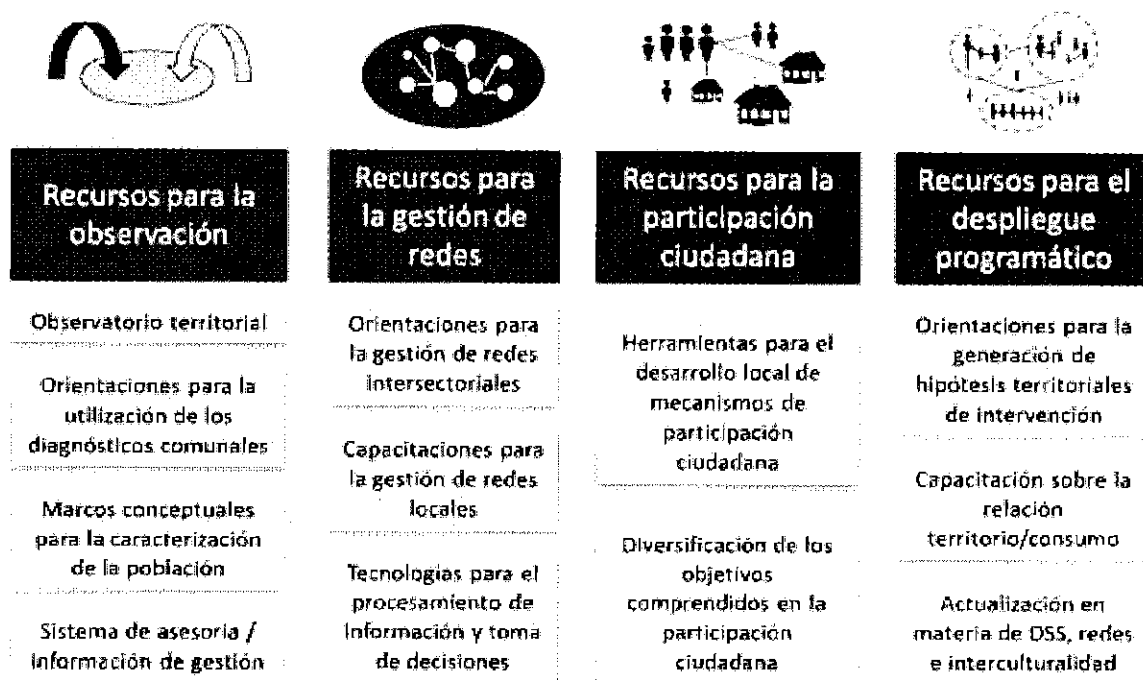 Recursos para la
observación
Observatorio territorial
Orientaciones para la
utilización de los
diagnósticos comunales
Marcos conceptuales
para la caracterización
de la población
Sistema de asesoría /
información de gestión
Recursos para
la gestión de
redes
Orientaciones para
la gestión de redes
intersectoriales
Capacitaciones para
la gestión de redes
locales
Tecnologías para el
procesamiento de
información y toma
de decisiones
Recursos para la
participación
ciudadana
Herramientas para el
desarrollo local de
mecanismos de
participación
ciudadana
Diversificación de los
objetivos
comprendidos en la
participación
ciudadana
Recursos para el
despliegue
programático
Orientaciones para la
generación de
hipótesis territoriales
de intervención
Capacitación sobre la
relación
territorio/consumo
Actualización en
materia de DSS, redes
e interculturalidad